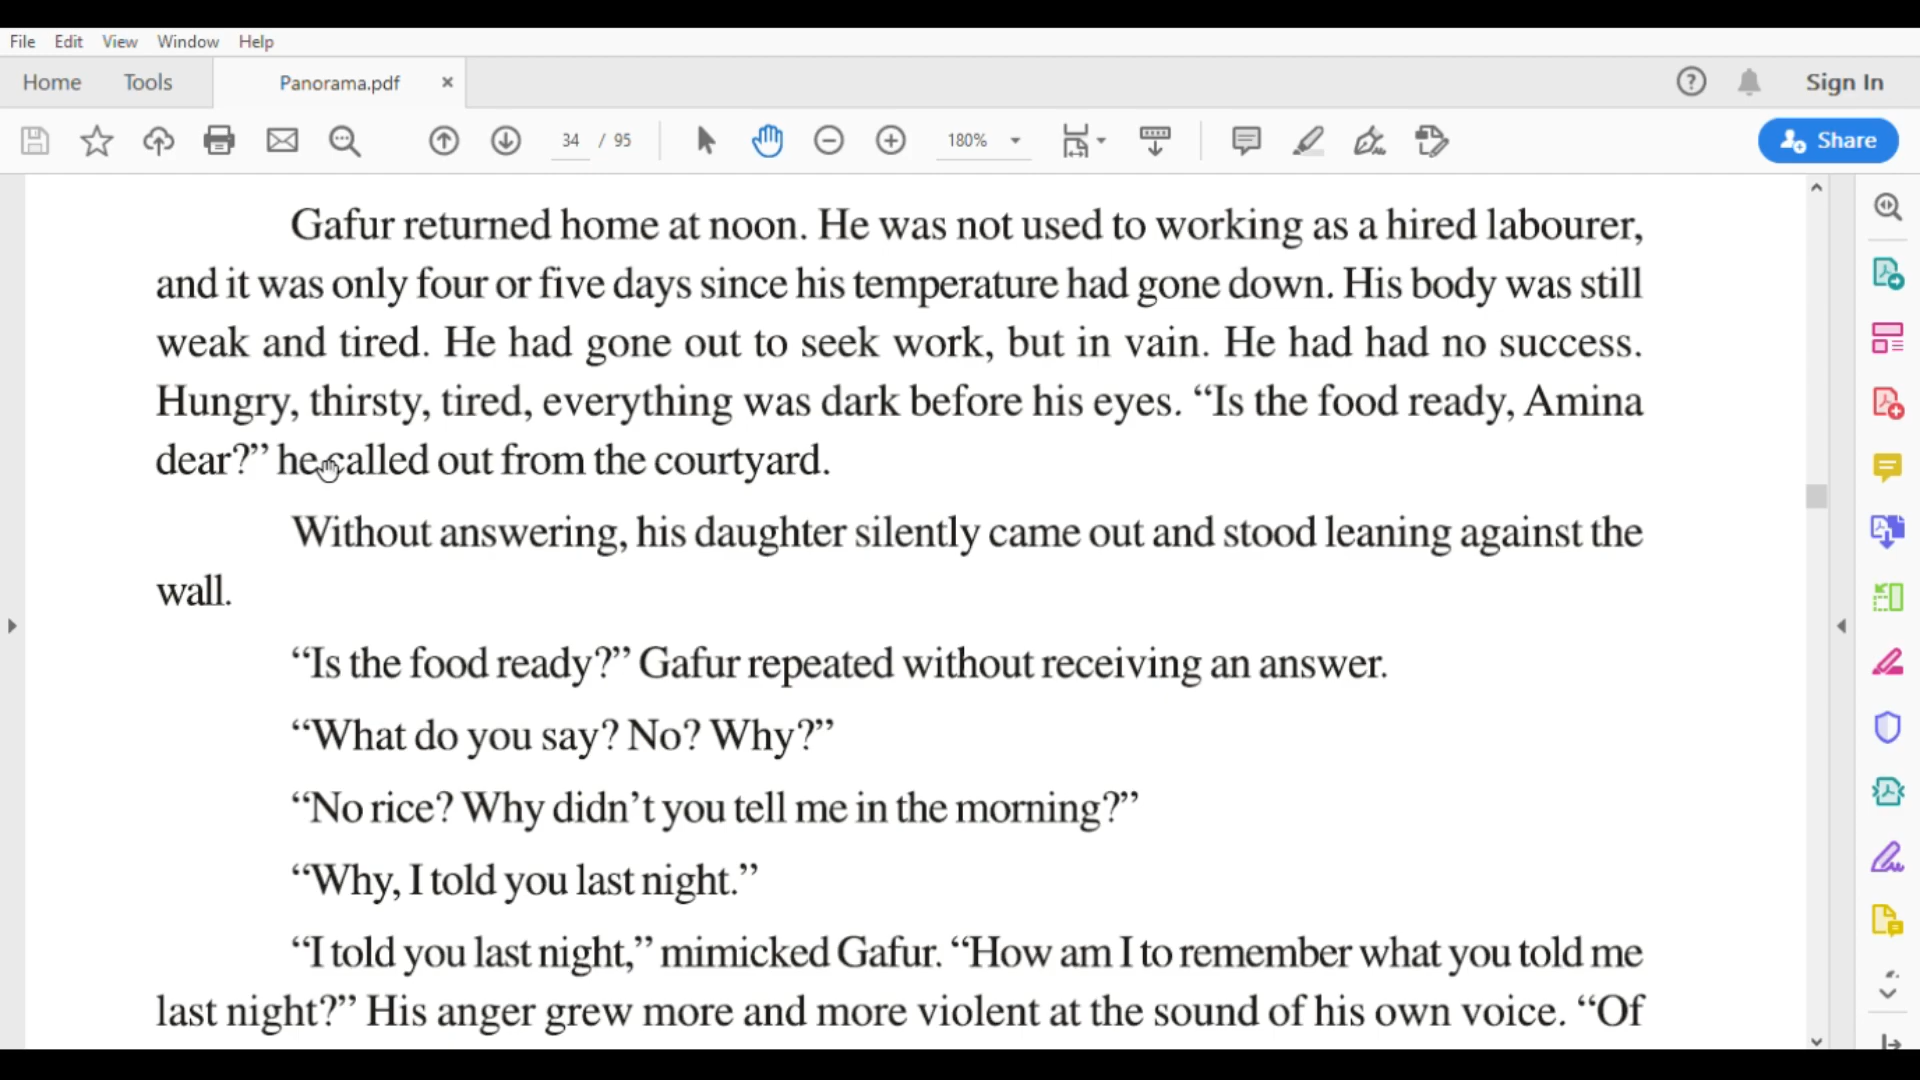 File Edit View Window Help
Home Tools Panorama.pdf × ? Sign In
34 / 95 180% Share
Gafur returned home at noon. He was not used to working as a hired labourer,
and it was only four or five days since his temperature had gone down. His body was still
weak and tired. He had gone out to seek work, but in vain. He had had no success.
Hungry, thirsty, tired, everything was dark before his eyes. “Is the food ready, Amina
dear?” he called out from the courtyard.
Without answering, his daughter silently came out and stood leaning against the
wall.
“Is the food ready?” Gafur repeated without receiving an answer.
“What do you say? No? Why?”
“No rice? Why didn’t you tell me in the morning?”
“Why, I told you last night.”
“I told you last night,” mimicked Gafur. “How am I to remember what you told me
last night?” His anger grew more and more violent at the sound of his own voice. “Of